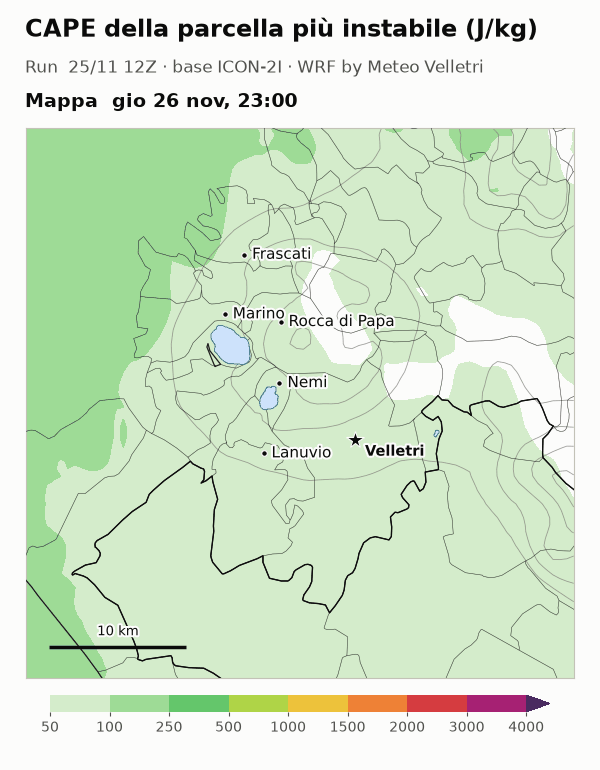 CAPE della parcella più instabile (J/kg)
Run  25/11 12Z · base ICON-2I · WRF by Meteo Velletri
Mappa  gio 26 nov, 23:00
Frascati
Marino
Rocca di Papa
Nemi
Velletri
Lanuvio
10 km
50 100 250 500 1000 1500 2000 3000 4000